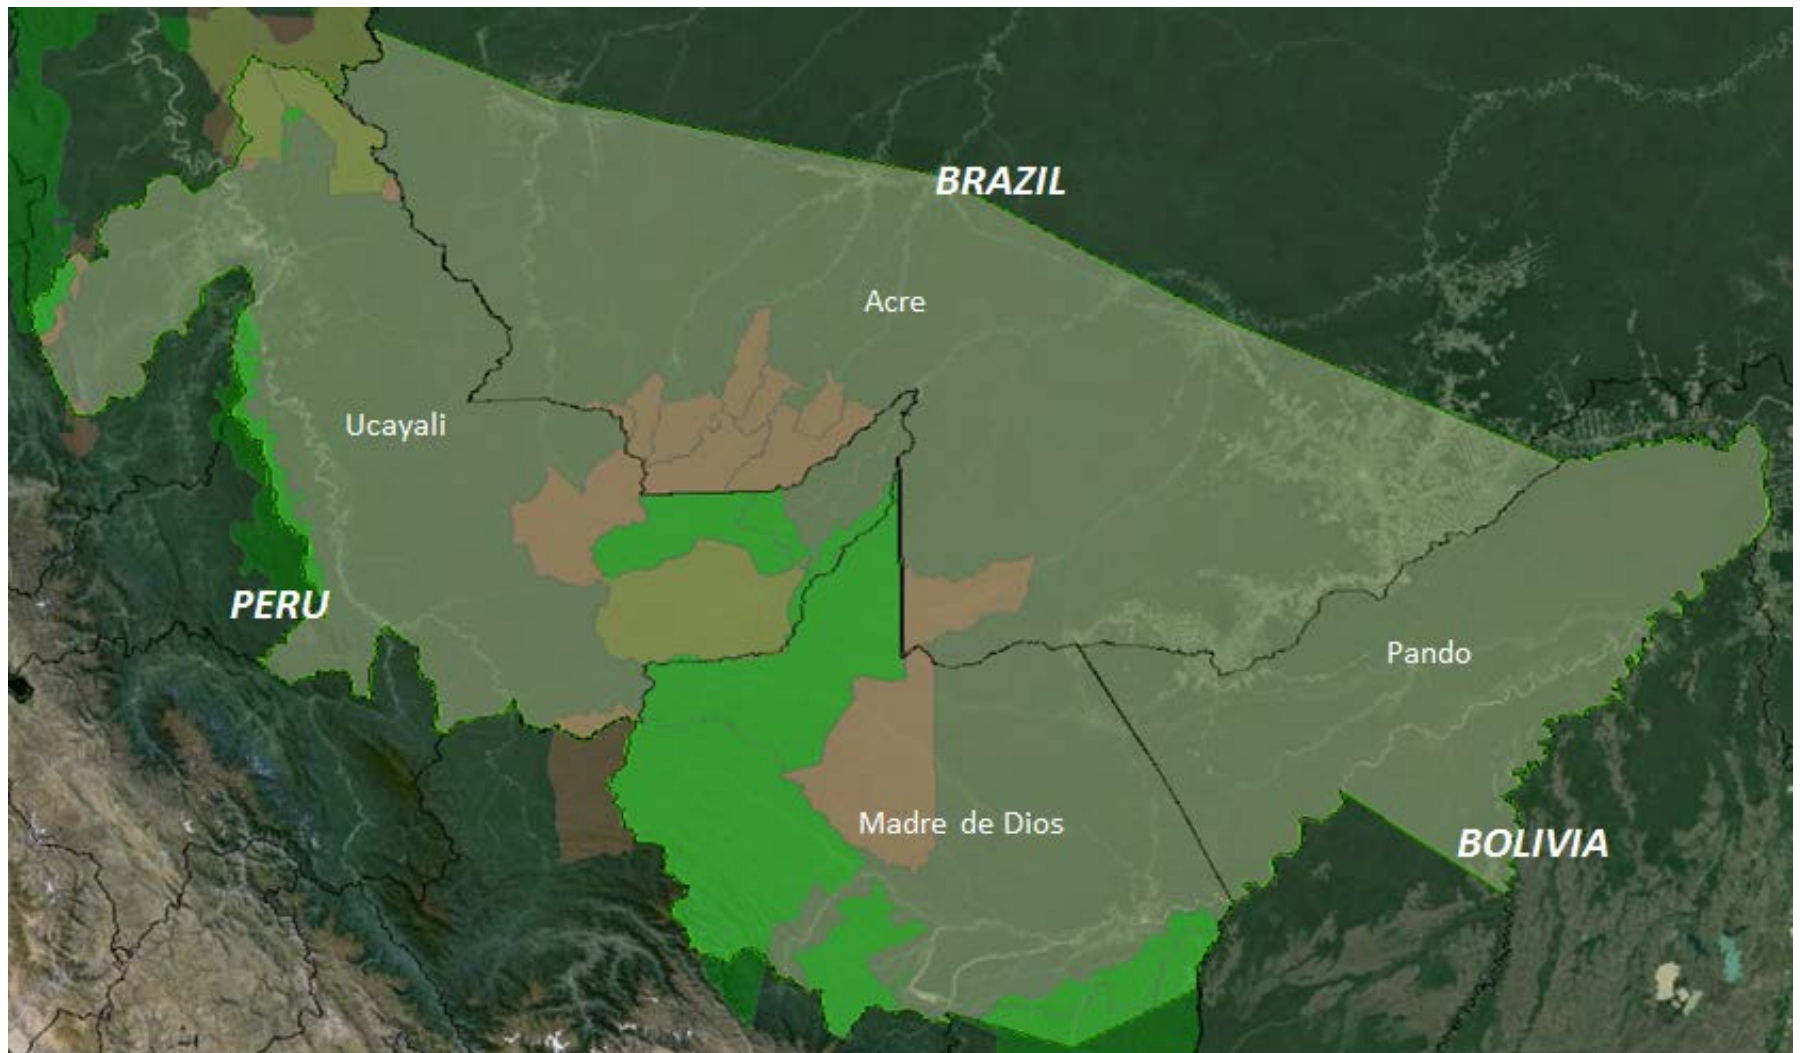 BRAZIL
Acre
Ucayali
PERU
Pando
Madre de Dios
BOLIVIA